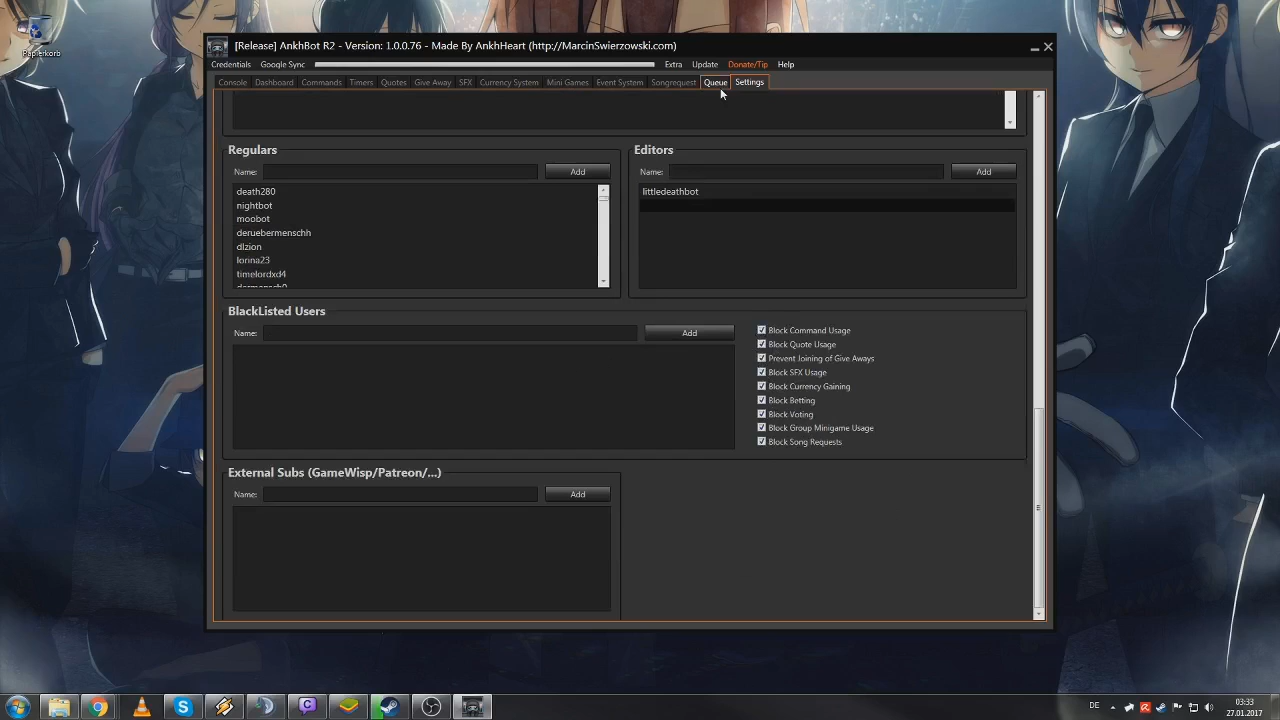 Papierkorb
[Release] AnkhBot R2 - Version: 1.0.0.76 - Made By AnkhHeart (http://MarcinSwierzowski.com)
Credentials Google Sync Extra Update Donate/Tip Help
Console Dashboard Commands Timers Quotes Give Away SFX Currency System Mini Games Event System Songrequest Queue Settings
Regulars
Name: Add
death280
nightbot
moobot
deruebermenschh
dlzion
lorina23
timelordxd4
Editors
Name: Add
littledeathbot
BlackListed Users
Name: Add
Block Command Usage
Block Quote Usage
Prevent Joining of Give Aways
Block SFX Usage
Block Currency Gaining
Block Betting
Block Voting
Block Group Minigame Usage
Block Song Requests
External Subs (GameWisp/Patreon/...)
Name: Add
DE
03:33
27.01.2017